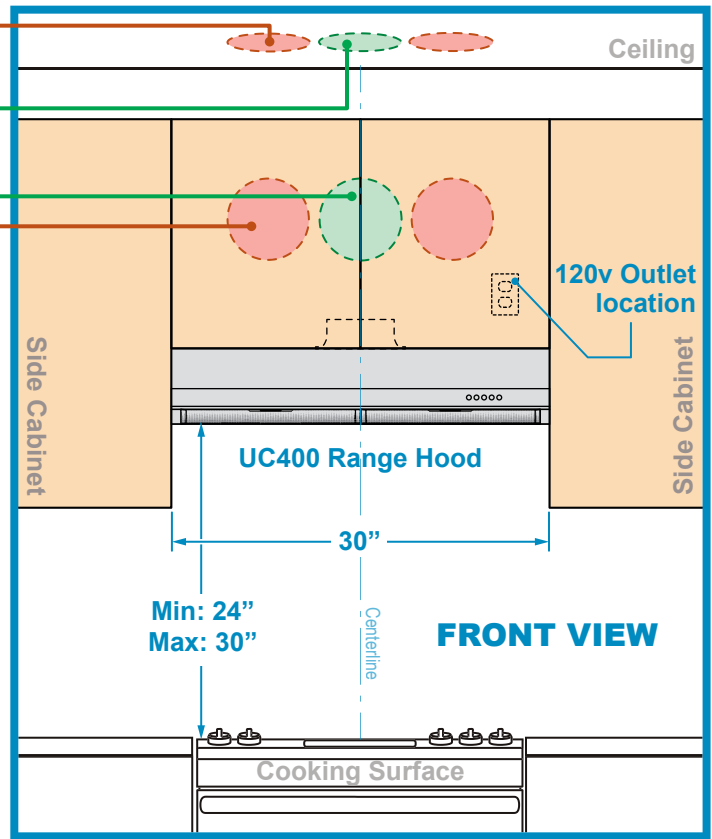 Ceiling
120v Outlet
location
Side Cabinet
Side Cabinet
UC400 Range Hood
30”
Min: 24”
Max: 30”
Centerline
FRONT VIEW
Cooking Surface